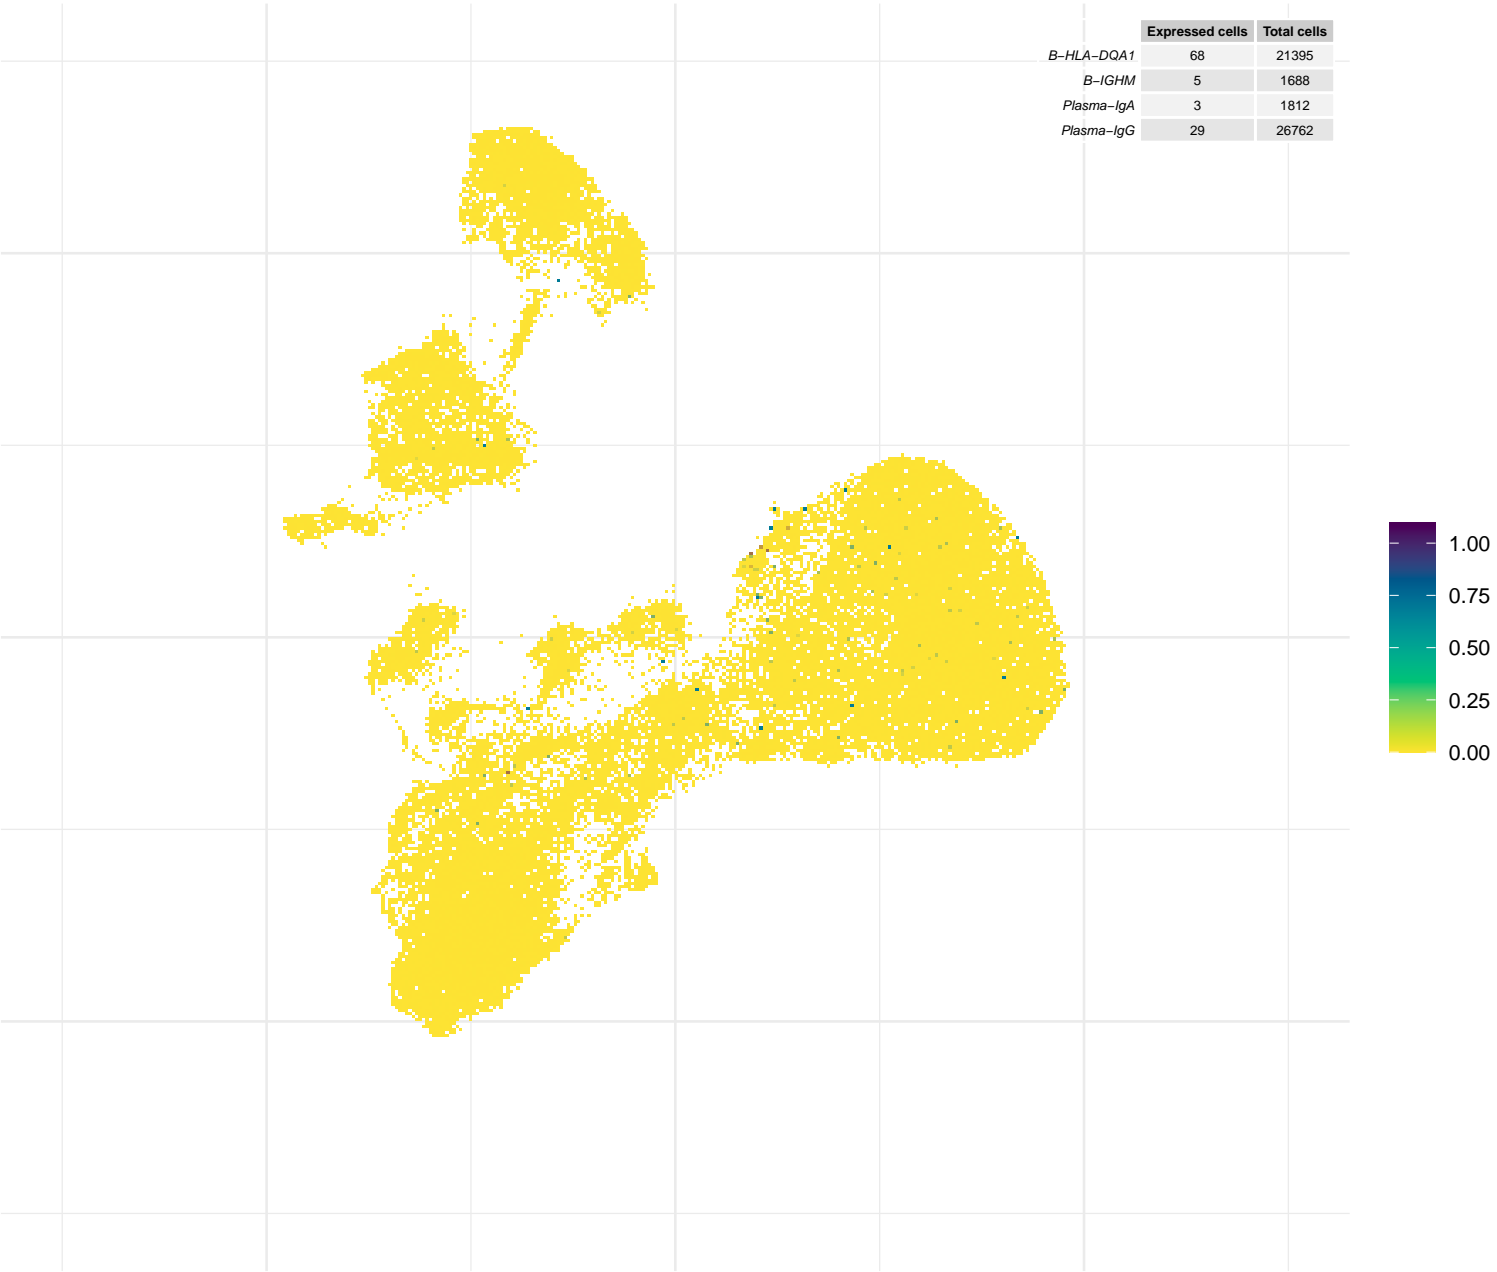 Expressed cells Total cells
B−HLA−DQA1 68 21395
B−IGHM 5 1688
Plasma−IgA 3 1812
Plasma−IgG 29 26762
1.00
0.75
0.50
0.25
0.00